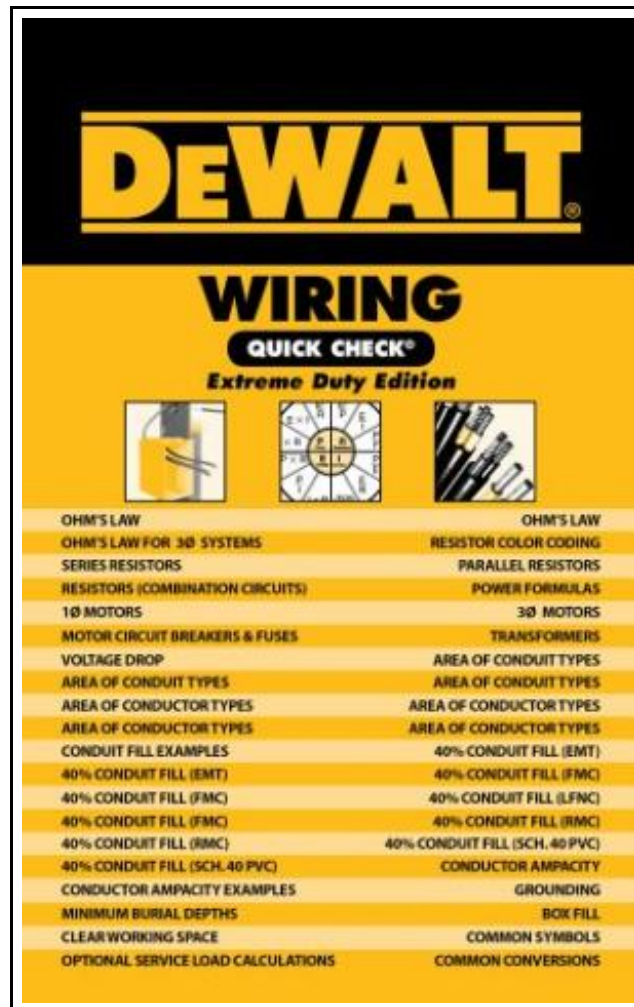 DEWALT®
WIRING
QUICK CHECK®
Extreme Duty Edition
OHM'S LAW OHM'S LAW
OHM'S LAW FOR 3Ø SYSTEMS RESISTOR COLOR CODING
SERIES RESISTORS PARALLEL RESISTORS
RESISTORS (COMBINATION CIRCUITS) POWER FORMULAS
1Ø MOTORS 3Ø MOTORS
MOTOR CIRCUIT BREAKERS & FUSES TRANSFORMERS
VOLTAGE DROP AREA OF CONDUIT TYPES
AREA OF CONDUIT TYPES AREA OF CONDUIT TYPES
AREA OF CONDUCTOR TYPES AREA OF CONDUCTOR TYPES
AREA OF CONDUCTOR TYPES AREA OF CONDUCTOR TYPES
CONDUIT FILL EXAMPLES 40% CONDUIT FILL (EMT)
40% CONDUIT FILL (EMT) 40% CONDUIT FILL (FMC)
40% CONDUIT FILL (FMC) 40% CONDUIT FILL (LFNC)
40% CONDUIT FILL (FMC) 40% CONDUIT FILL (RMC)
40% CONDUIT FILL (RMC) 40% CONDUIT FILL (SCH. 40 PVC)
40% CONDUIT FILL (SCH. 40 PVC) CONDUCTOR AMPACITY
CONDUCTOR AMPACITY EXAMPLES GROUNDING
MINIMUM BURIAL DEPTHS BOX FILL
CLEAR WORKING SPACE COMMON SYMBOLS
OPTIONAL SERVICE LOAD CALCULATIONS COMMON CONVERSIONS